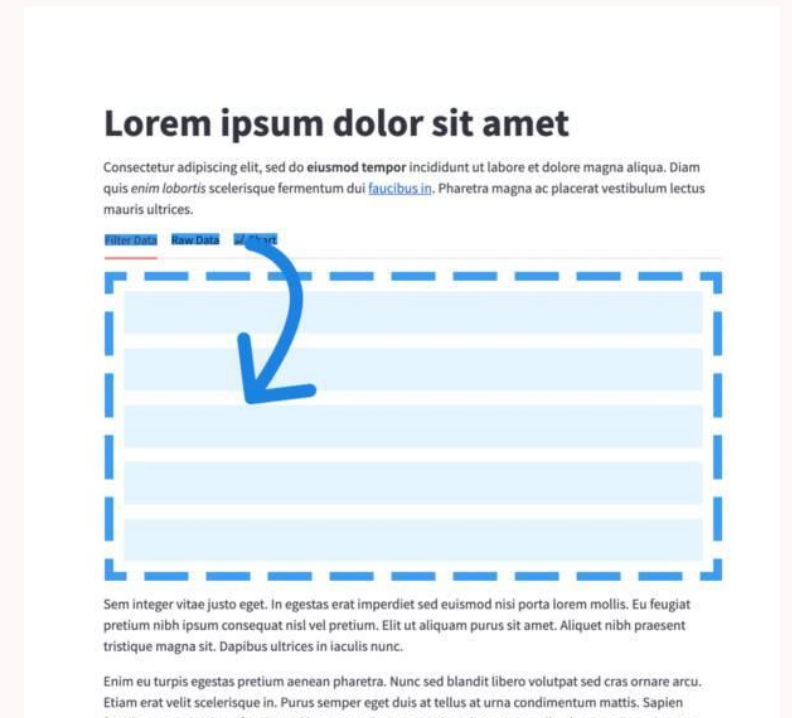 Lorem ipsum dolor sit amet
Consectetur adipiscing elit, sed do eiusmod tempor incididunt ut labore et dolore magna aliqua. Diam
quis enim lobortis scelerisque fermentum dui faucibus in. Pharetra magna ac placerat vestibulum lectus
mauris ultrices.
Filter Data Raw Data Chart
Sem integer vitae justo eget. In egestas erat imperdiet sed euismod nisi porta lorem mollis. Eu feugiat
pretium nibh ipsum consequat nisl vel pretium. Elit ut aliquam purus sit amet. Aliquet nibh praesent
tristique magna sit. Dapibus ultrices in iaculis nunc.
Enim eu turpis egestas pretium aenean pharetra. Nunc sed blandit libero volutpat sed cras ornare arcu.
Etiam erat velit scelerisque in. Purus semper eget duis at tellus at urna condimentum mattis. Sapien